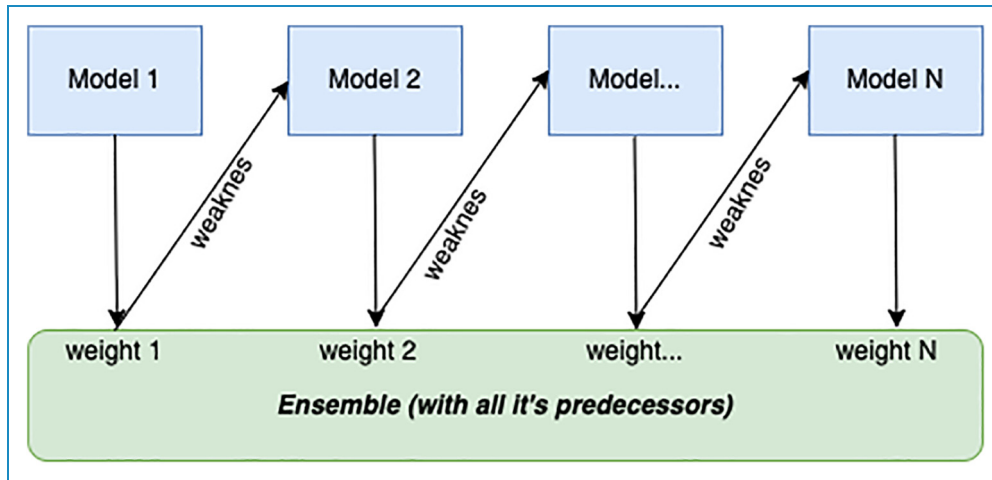 Model 1
Model 2
Model...
Model N
weaknes
weaknes
weaknes
weight 1
weight 2
weight...
weight N
Ensemble (with all it's predecessors)